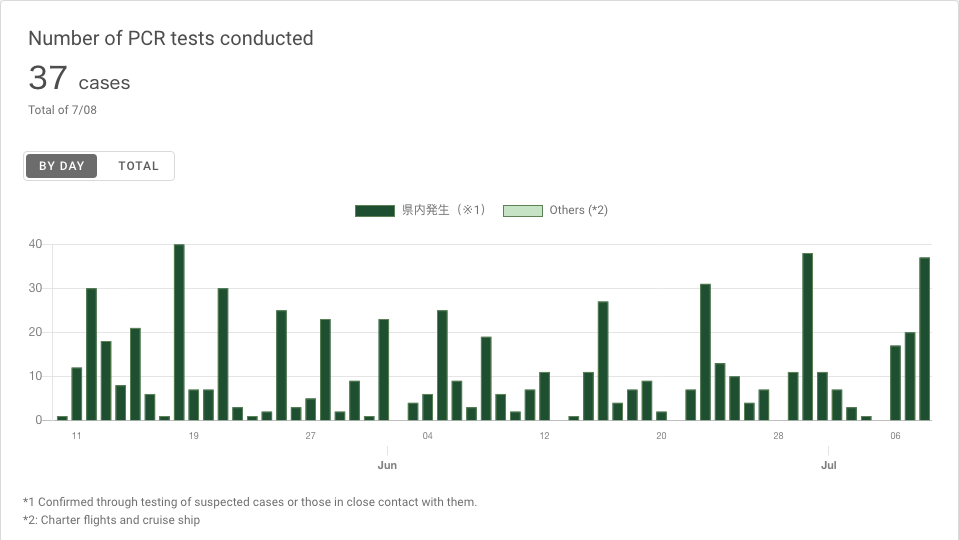 Number of PCR tests conducted
37 cases
Total of 7/08
BY DAY TOTAL
県内発生（※1） Others (*2)
40
30
20
10
0
11 19 27 04 12 20 28 06
Jun Jul
*1 Confirmed through testing of suspected cases or those in close contact with them.
*2: Charter flights and cruise ship